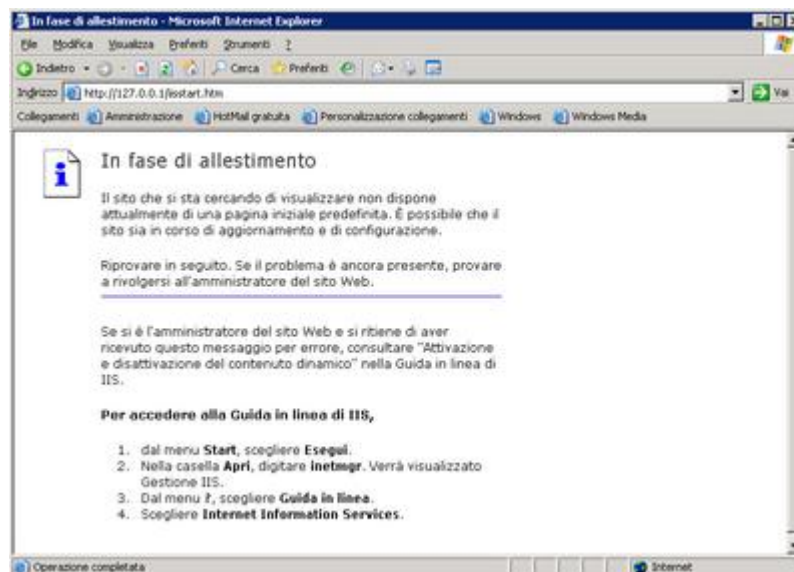 In fase di allestimento - Microsoft Internet Explorer
File Modifica Visualizza Preferiti Strumenti ?
Indietro Cerca Preferiti
Indirizzo http://127.0.0.1/iisstart.htm Vai
Collegamenti Amministrazione HotMail gratuita Personalizzazione collegamenti Windows Windows Media
In fase di allestimento
Il sito che si sta cercando di visualizzare non dispone
attualmente di una pagina iniziale predefinita. È possibile che il
sito sia in corso di aggiornamento e di configurazione.
Riprovare in seguito. Se il problema è ancora presente, provare
a rivolgersi all'amministratore del sito Web.
Se si è l'amministratore del sito Web e si ritiene di aver
ricevuto questo messaggio per errore, consultare "Attivazione
e disattivazione del contenuto dinamico" nella Guida in linea di
IIS.
Per accedere alla Guida in linea di IIS,
1. dal menu Start, scegliere Esegui.
2. Nella casella Apri, digitare inetmgr. Verrà visualizzato
Gestione IIS.
3. Dal menu ?, scegliere Guida in linea.
4. Scegliere Internet Information Services.
Operazione completata Internet